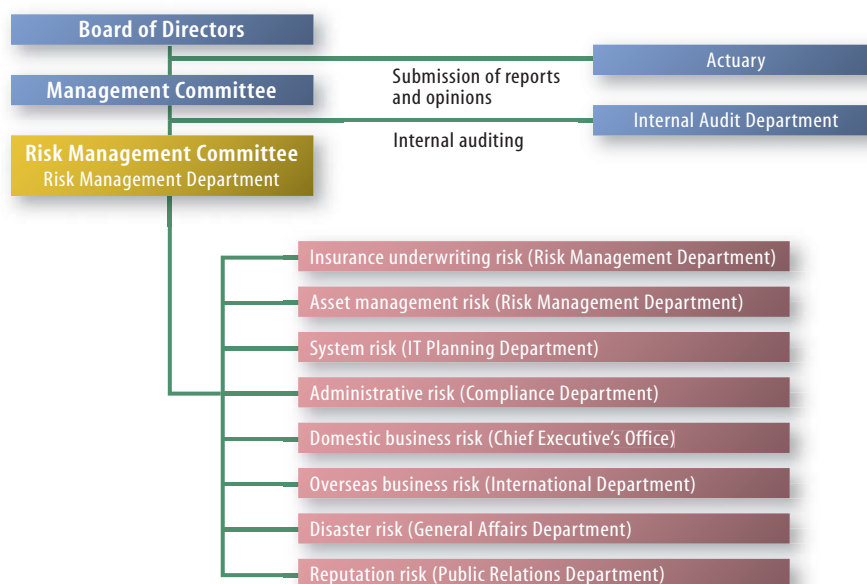 Board of Directors
Actuary
Submission of reports
and opinions
Management Committee
Internal Audit Department
Internal auditing
Risk Management Committee
Risk Management Department
Insurance underwriting risk (Risk Management Department)
Asset management risk (Risk Management Department)
System risk (IT Planning Department)
Administrative risk (Compliance Department)
Domestic business risk (Chief Executive’s Office)
Overseas business risk (International Department)
Disaster risk (General Affairs Department)
Reputation risk (Public Relations Department)